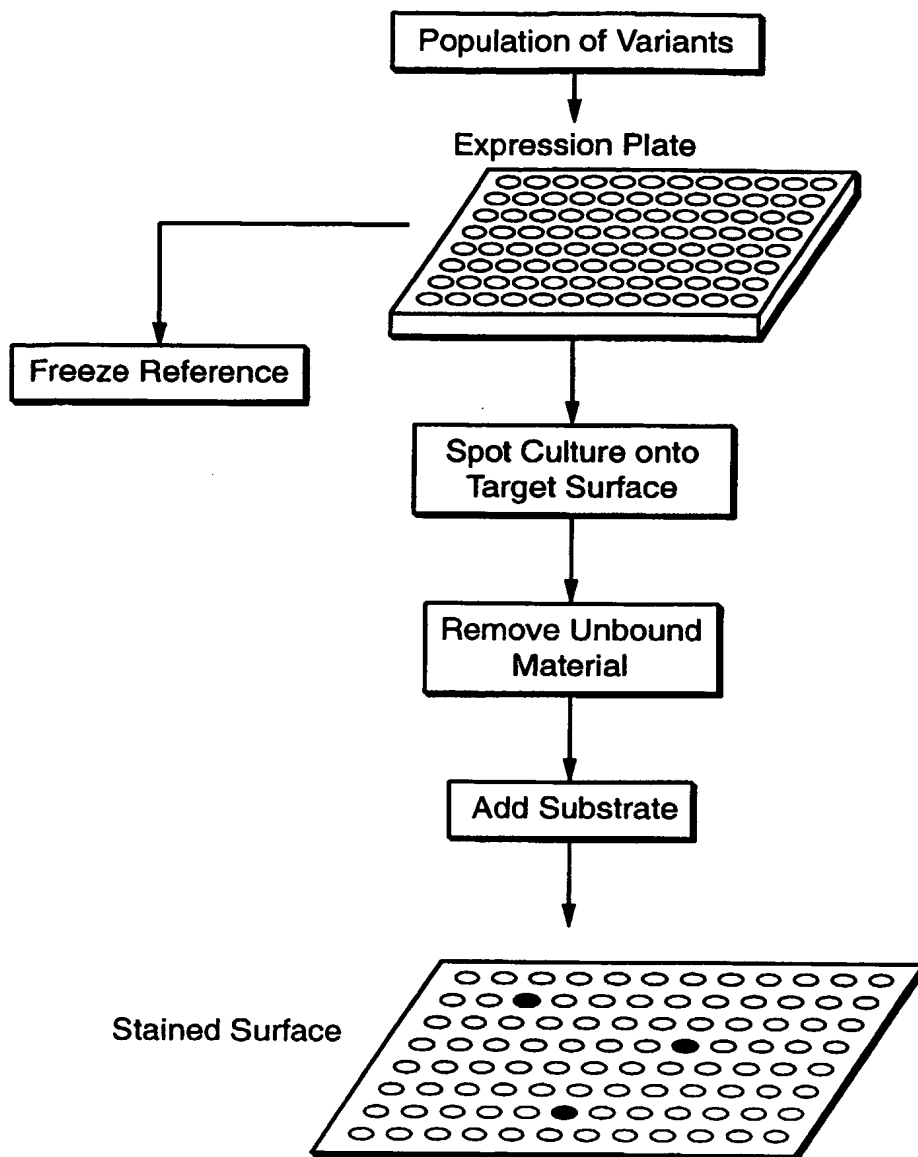 Population of Variants
Expression Plate
Freeze Reference
Spot Culture onto
Target Surface
Remove Unbound
Material
Add Substrate
Stained Surface